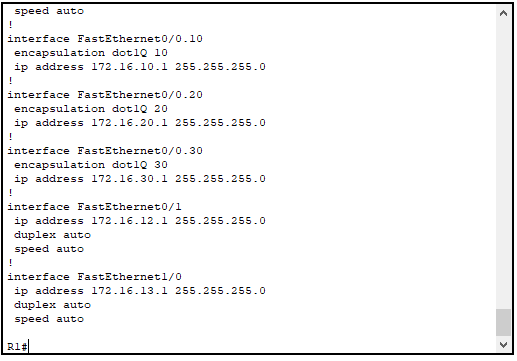 speed auto
!
interface FastEthernet0/0.10
encapsulation dot1Q 10
ip address 172.16.10.1 255.255.255.0
!
interface FastEthernet0/0.20
encapsulation dot1Q 20
ip address 172.16.20.1 255.255.255.0
!
interface FastEthernet0/0.30
encapsulation dot1Q 30
ip address 172.16.30.1 255.255.255.0
!
interface FastEthernet0/1
ip address 172.16.12.1 255.255.255.0
duplex auto
speed auto
!
interface FastEthernet1/0
ip address 172.16.13.1 255.255.255.0
duplex auto
speed auto
R1#